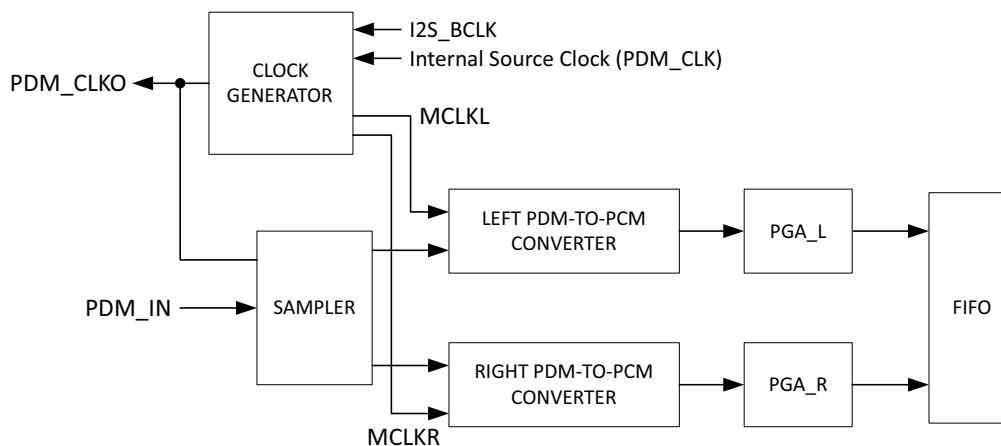 I2S_BCLK
Internal Source Clock (PDM_CLK)
PDM_CLKO
CLOCK
GENERATOR
MCLKL
LEFT PDM-TO-PCM
CONVERTER
PGA_L
PDM_IN
SAMPLER
FIFO
RIGHT PDM-TO-PCM
CONVERTER
PGA_R
MCLKR